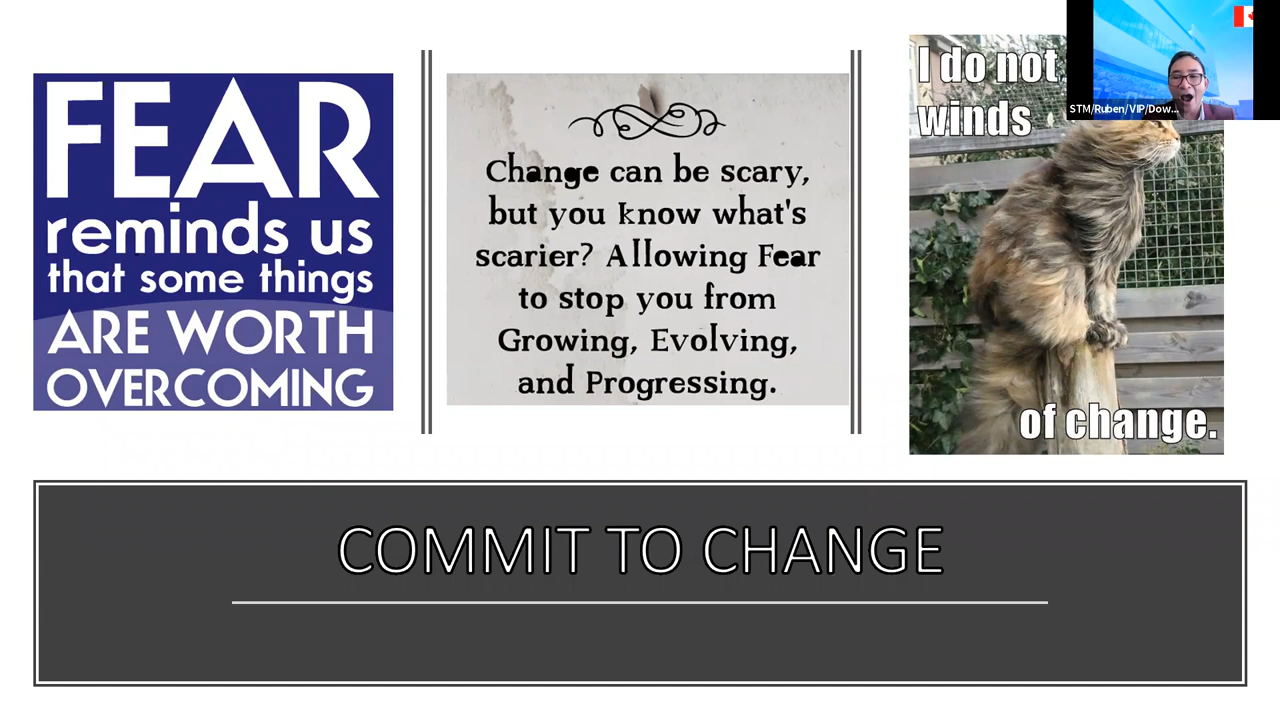 FEAR
reminds us
that some things
ARE WORTH
OVERCOMING
Change can be scary,
but you know what's
scarier? Allowing Fear
to stop you from
Growing, Evolving,
and Progressing.
I do not
winds
of change.
STM/Ruben/VIP/Dow...
COMMIT TO CHANGE